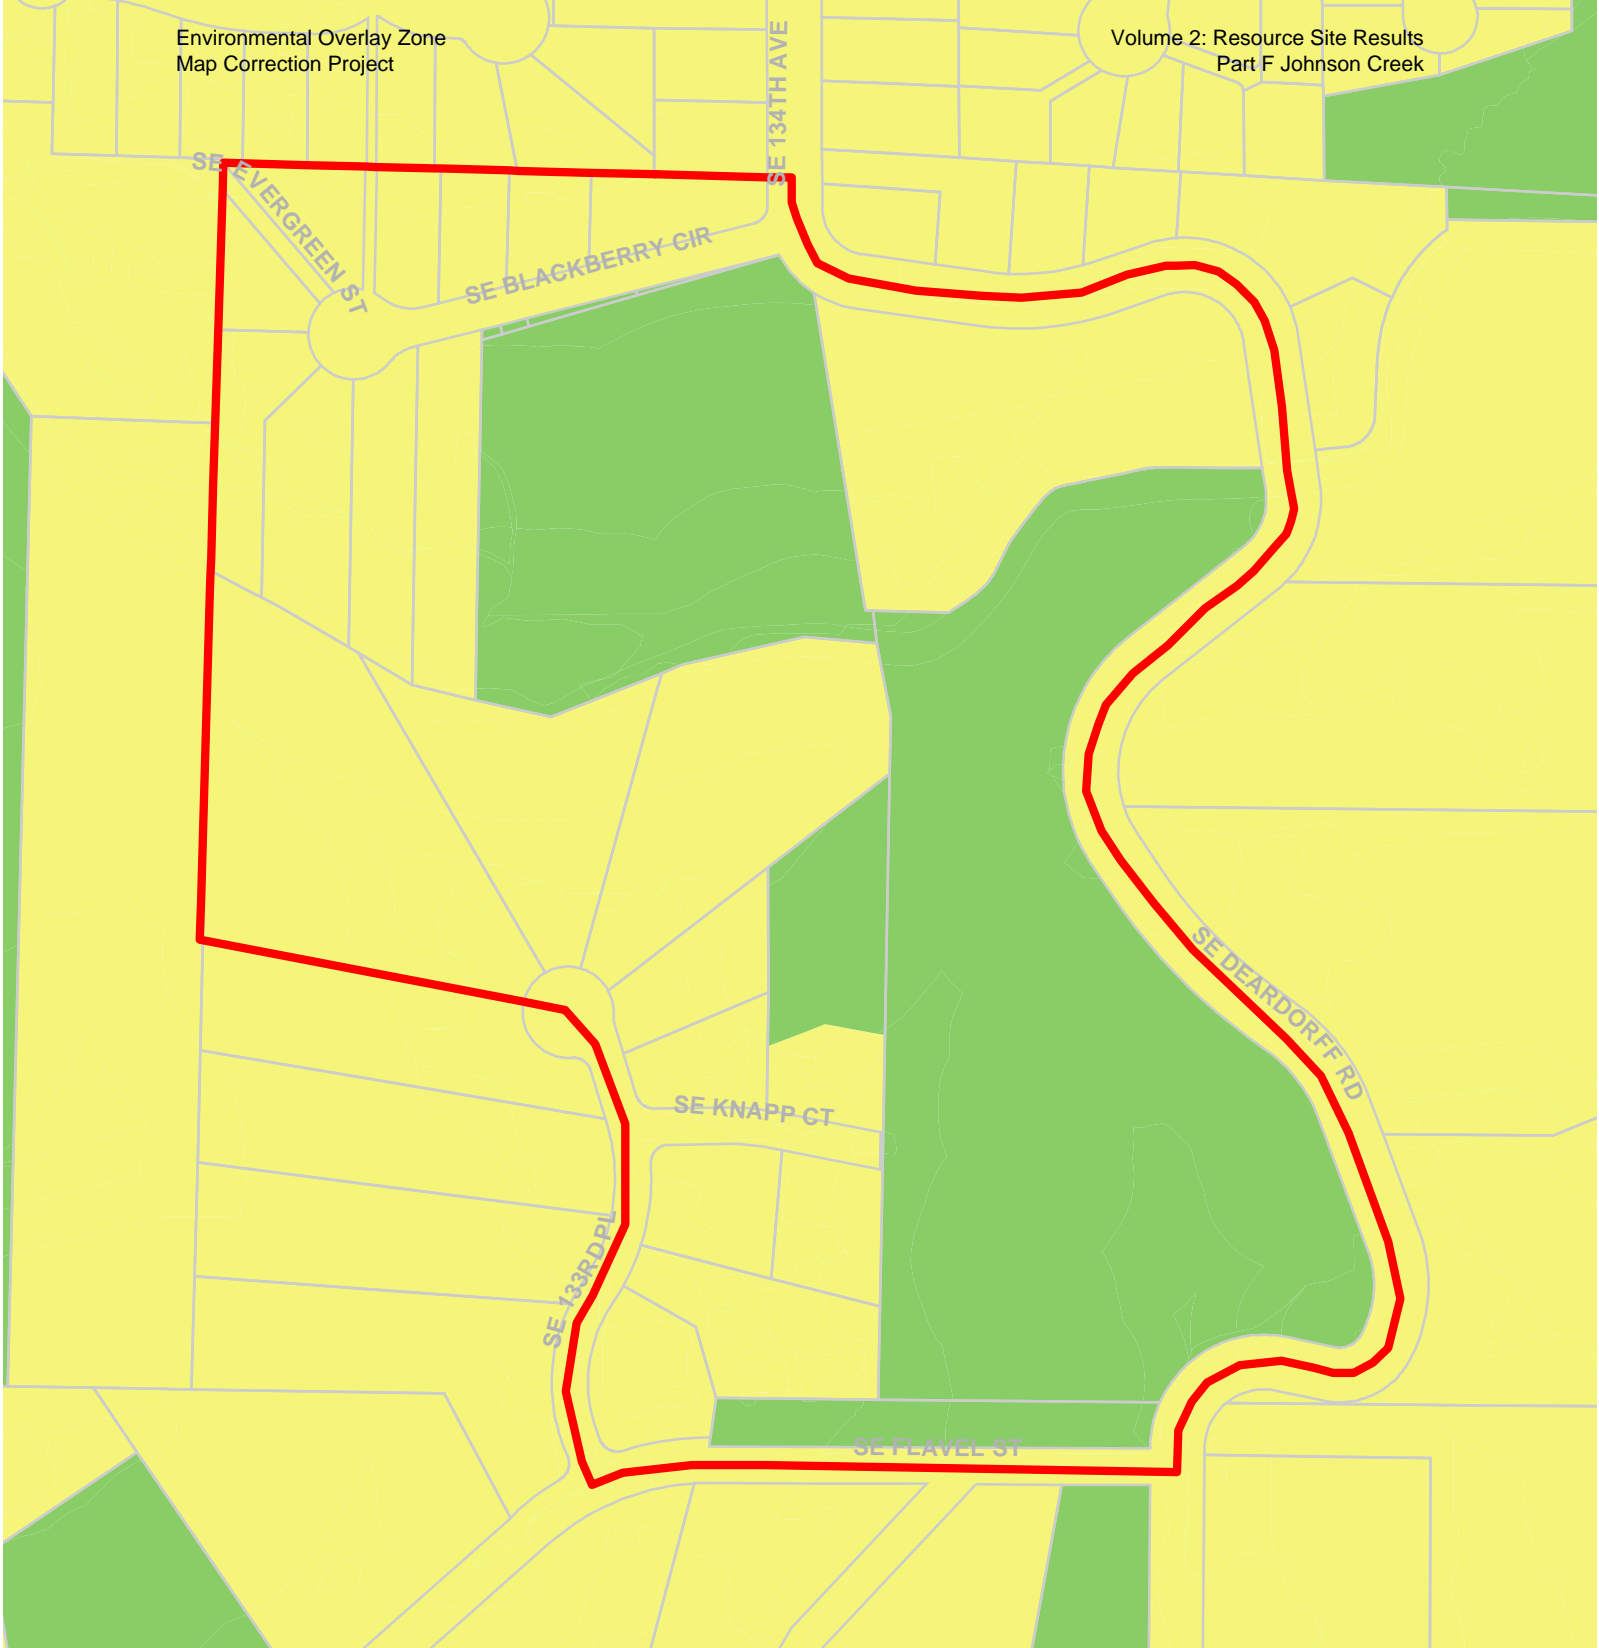 Environmental Overlay Zone
Map Correction Project
Volume 2: Resource Site Results
Part F Johnson Creek
SE 134TH AVE
SE EVERGREEN ST
SE BLACKBERRY CIR
SE DEARDORFF RD
SE KNAPP CT
SE 133RD PL
SE FLAVEL ST